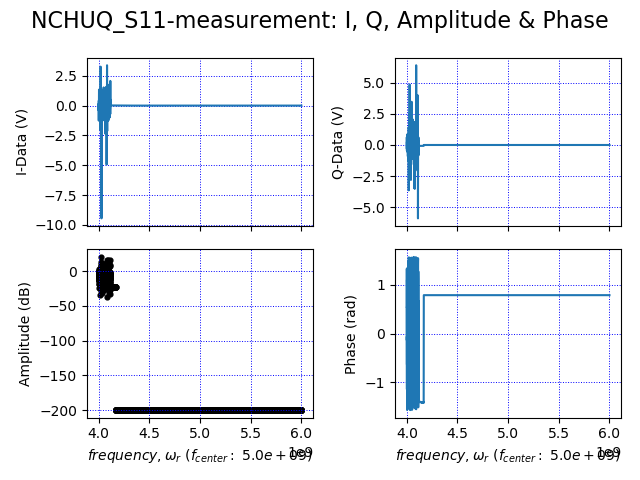 NCHUQ_S11-measurement: I, Q, Amplitude & Phase
I-Data (V)
2.5
0.0
−2.5
−5.0
−7.5
−10.0
Q-Data (V)
5.0
2.5
0.0
−2.5
−5.0
Amplitude (dB)
0
−50
−100
−150
−200
4.0 4.5 5.0 5.5 6.0
1e9
frequency, ωr (fcenter : 5.0e + 09)
Phase (rad)
1
0
−1
4.0 4.5 5.0 5.5 6.0
1e9
frequency, ωr (fcenter : 5.0e + 09)